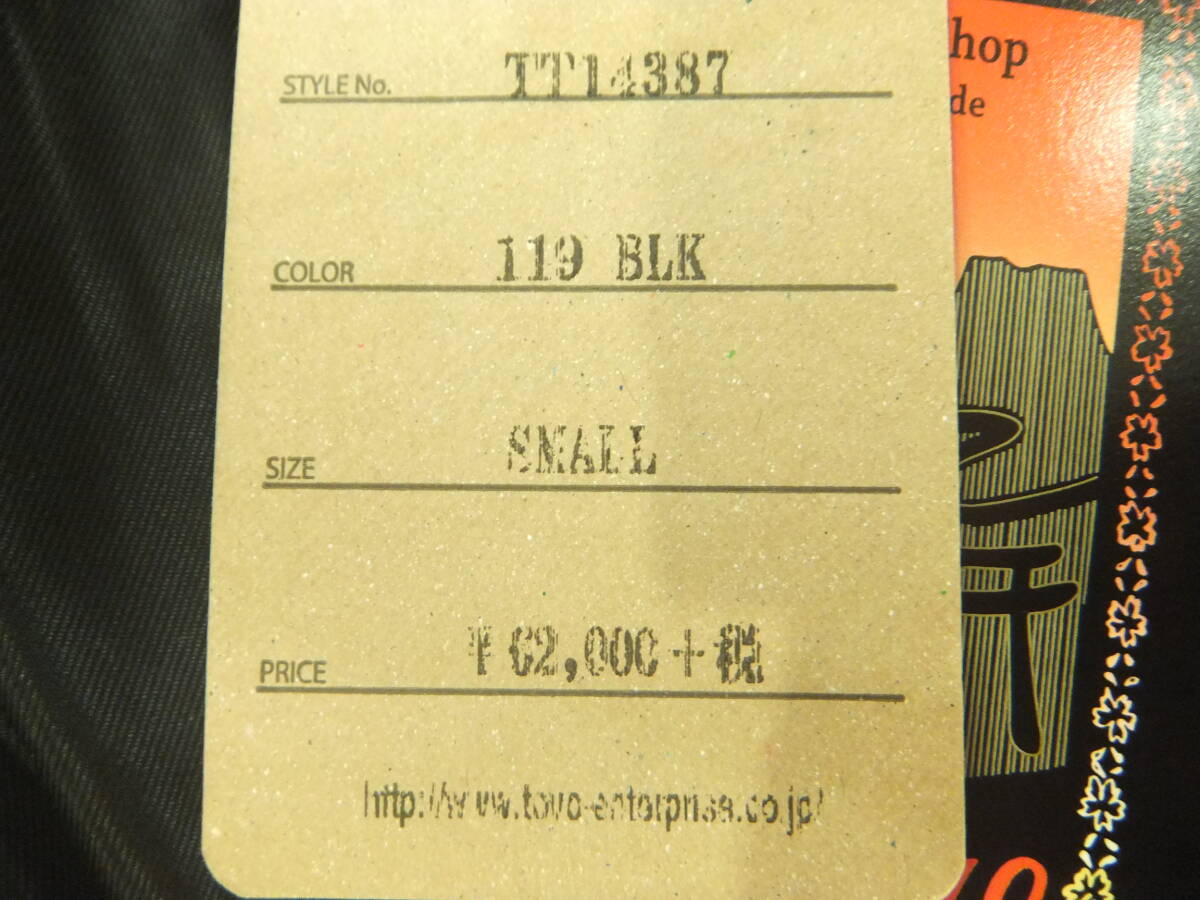 STYLE No. TT14387
COLOR 119 BLK
SIZE SMALL
PRICE ¥62,000+税
http://www.toyo-enterprise.co.jp/
hop
de